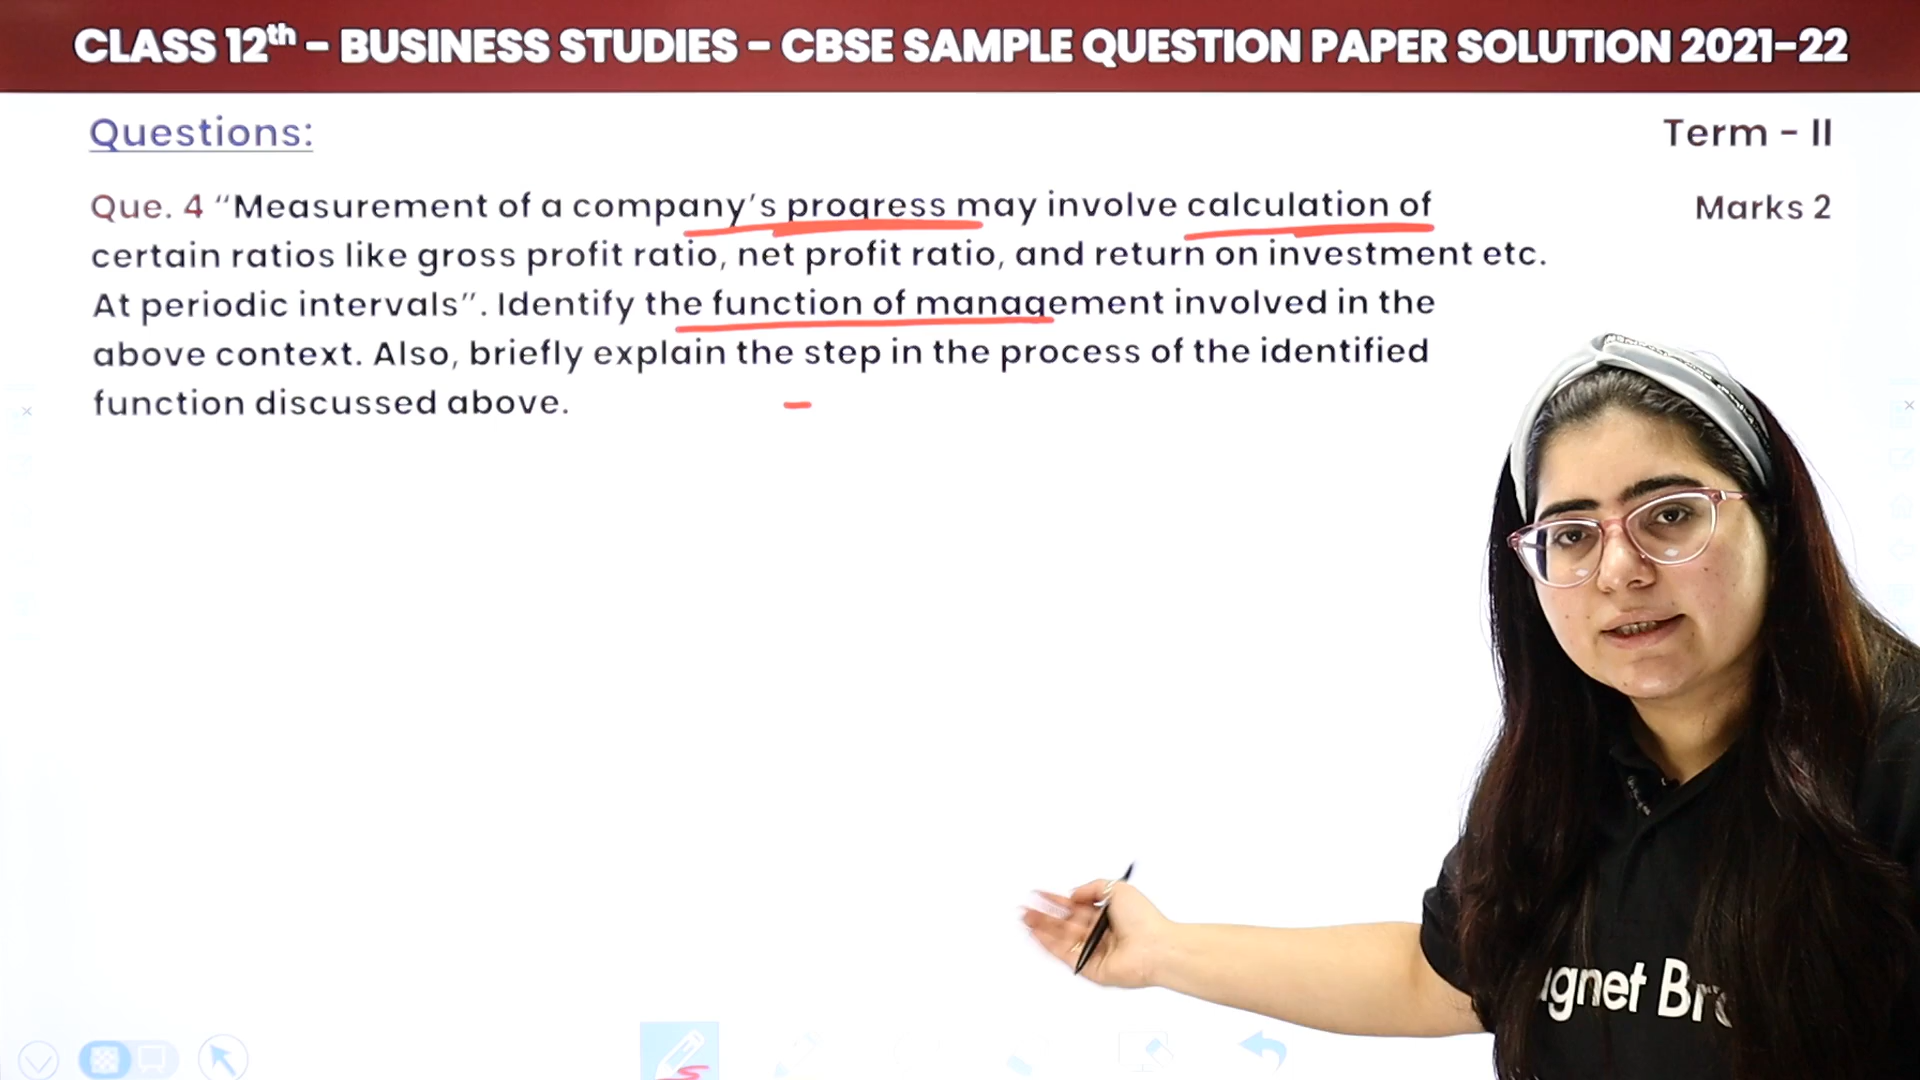 CLASS 12th – BUSINESS STUDIES – CBSE SAMPLE QUESTION PAPER SOLUTION 2021–22
Questions:
Term – II
Que. 4 “Measurement of a company’s progress may involve calculation of
Marks 2
certain ratios like gross profit ratio, net profit ratio, and return on investment etc.
At periodic intervals”. Identify the function of management involved in the
above context. Also, briefly explain the step in the process of the identified
function discussed above.
agnet Br